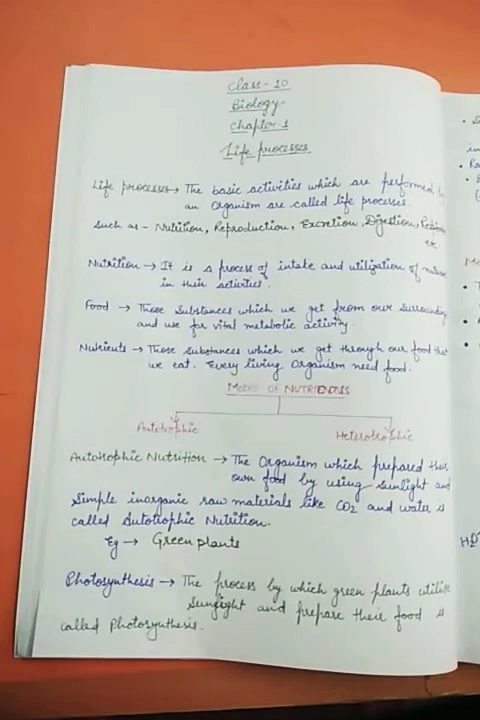 Class - 10
Biology
Chapter-1
Life processes
Life processes → The basic activities which are performed by
an Organism are called life processes.
Such as - Nutrition, Reproduction, Excretion, Digestion,
etc
Nutrition → It is a process of intake and utilization of
in their activities.
Food → Those Substances which we get from our surrounding
and use for vital metabolic activity.
Nutrients → Those substances which we get through our food that
we eat. Every living Organism need food.
Modes of
Autotrophic
Heterotrophic
Autotrophic Nutrition → The Organism which prepared their
own food by using Sunlight and
Simple inorganic raw materials like CO2 and water is
called Autotrophic Nutrition.
Eg → Green plants
Photosynthesis → The process by which green plants utilise
Sunlight and prepare their food is
called Photosynthesis.